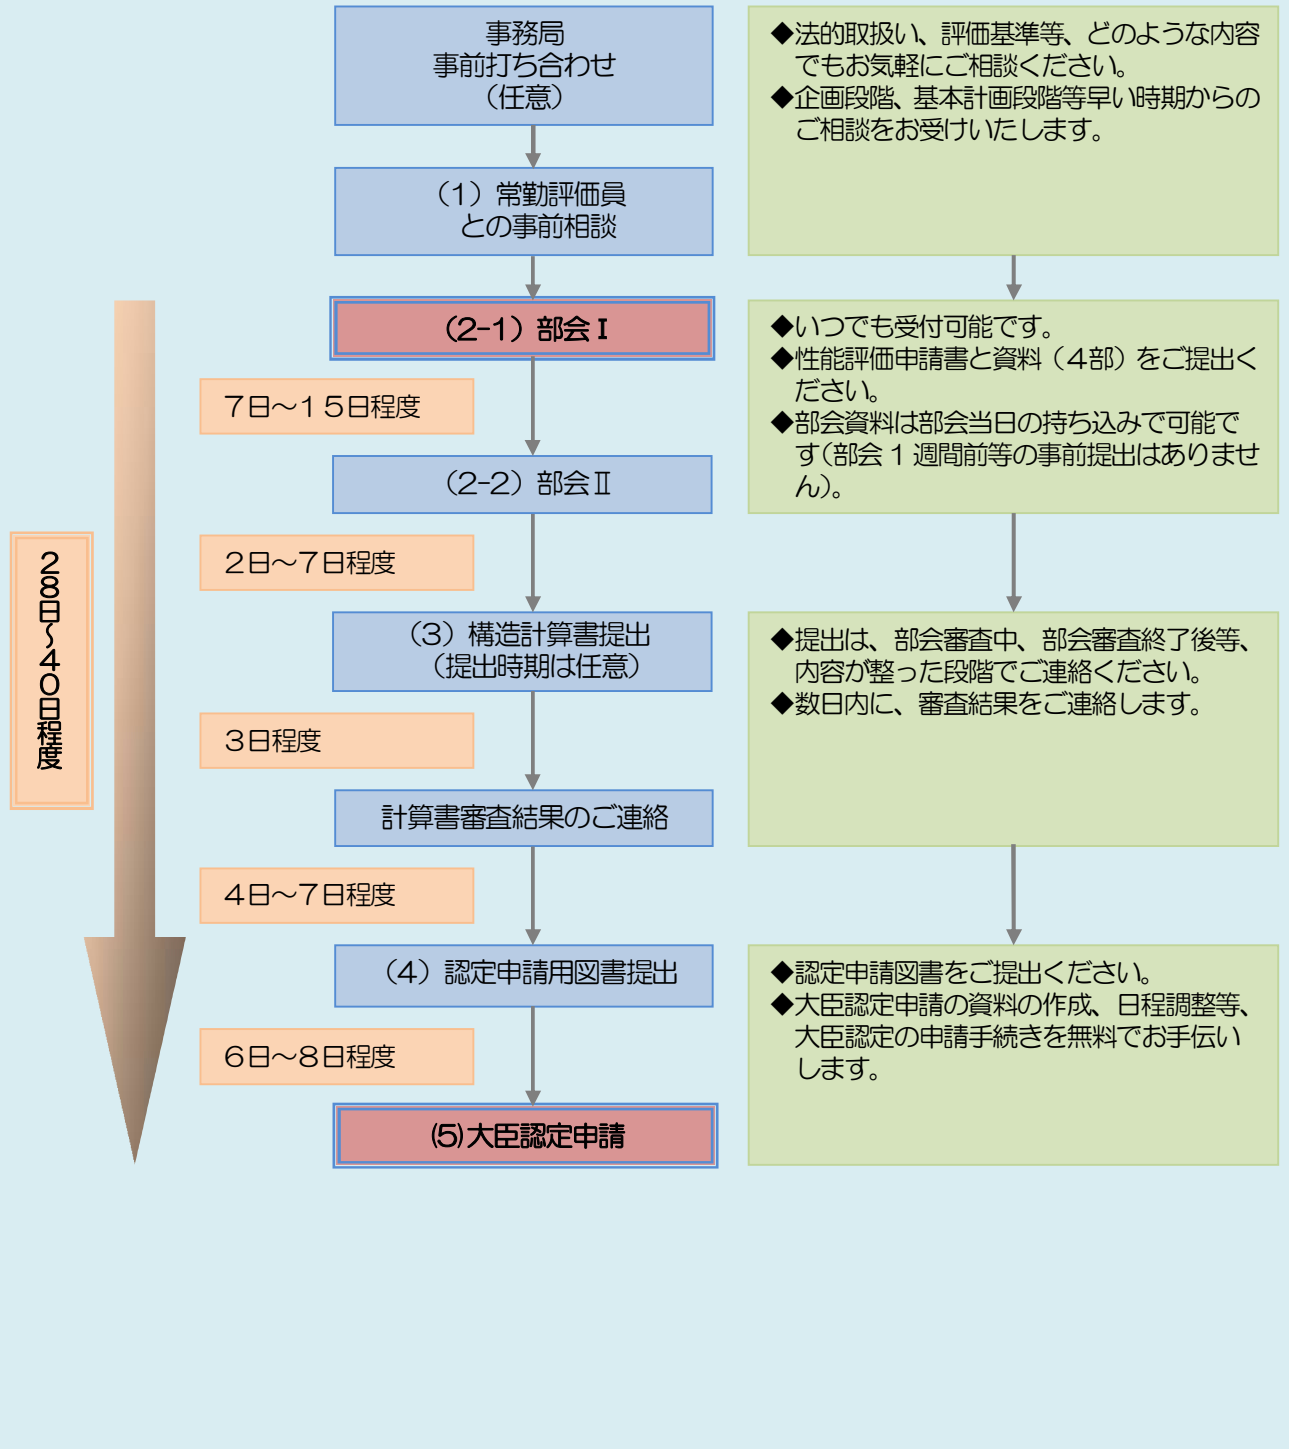 事務局
事前打ち合わせ
（任意）
◆法的取扱い、評価基準等、どのような内容
でもお気軽にご相談ください。
◆企画段階、基本計画段階等早い時期からの
ご相談をお受けいたします。
（１）常勤評価員
との事前相談
（２-１）部会Ⅰ
◆いつでも受付可能です。
◆性能評価申請書と資料（４部）をご提出く
ださい。
◆部会資料は部会当日の持ち込みで可能で
す（部会 1 週間前等の事前提出はありませ
ん）。
７日～１５日程度
（２-２）部会Ⅱ
２日～７日程度
２８日～４０日程度
（３）構造計算書提出
（提出時期は任意）
◆提出は、部会審査中、部会審査終了後等、
内容が整った段階でご連絡ください。
◆数日内に、審査結果をご連絡します。
３日程度
計算書審査結果のご連絡
４日～７日程度
（４）認定申請用図書提出
◆認定申請図書をご提出ください。
◆大臣認定申請の資料の作成、日程調整等、
大臣認定の申請手続きを無料でお手伝い
します。
６日～８日程度
(5)大臣認定申請